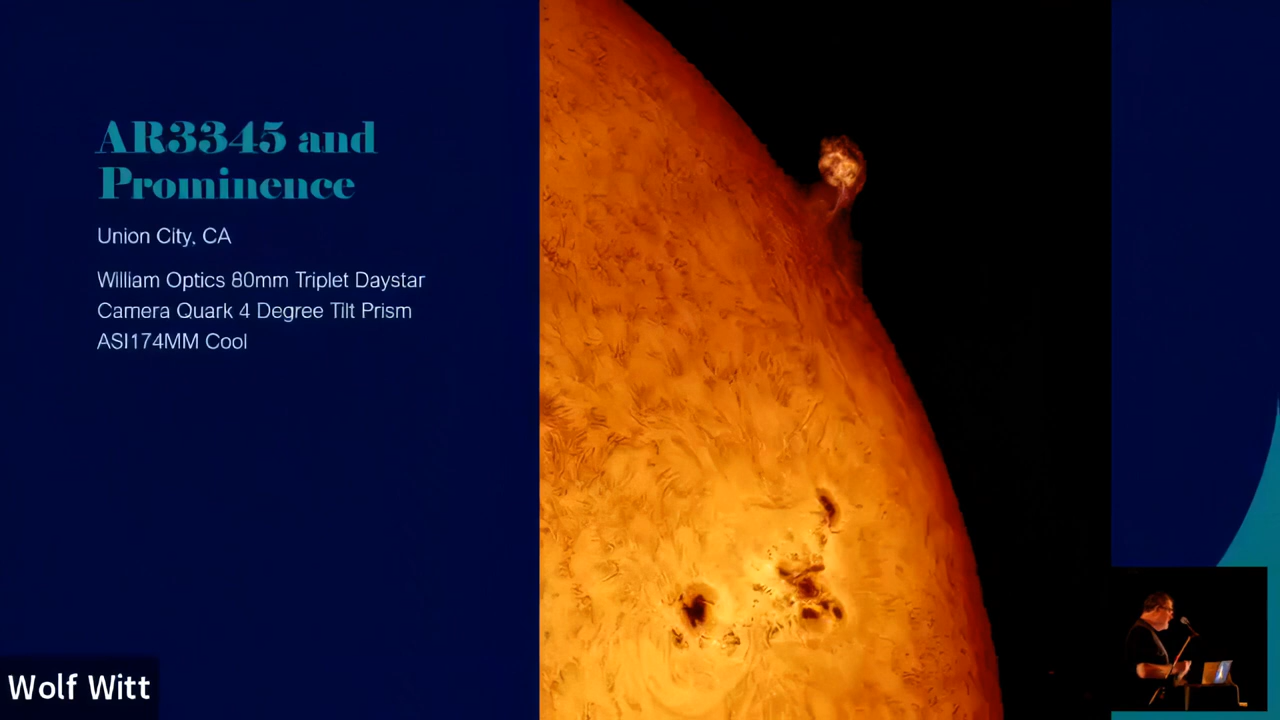 AR3345 and
Prominence
Union City, CA
William Optics 80mm Triplet Daystar
Camera Quark 4 Degree Tilt Prism
ASI174MM Cool
Wolf Witt